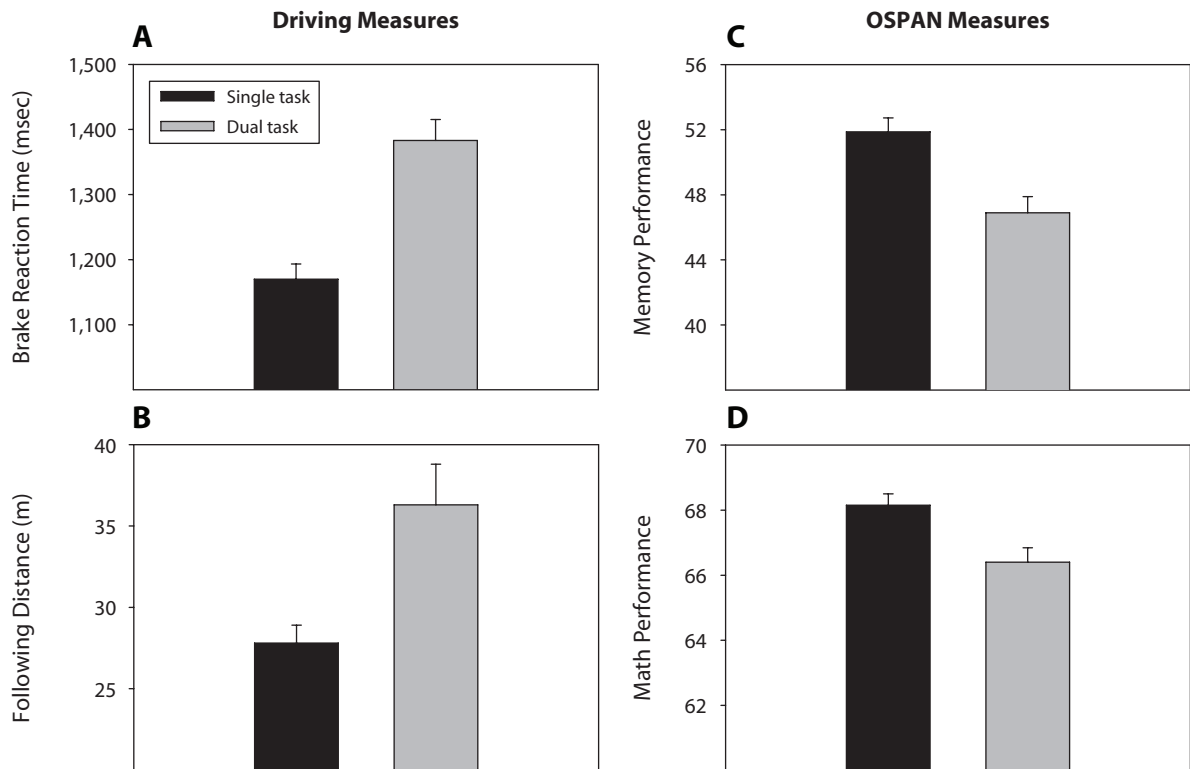 Driving Measures
OSPAN Measures
A
Brake Reaction Time (msec)
1,500
1,400
1,300
1,200
1,100
Single task
Dual task
C
Memory Performance
56
52
48
44
40
B
Following Distance (m)
40
35
30
25
D
Math Performance
70
68
66
64
62